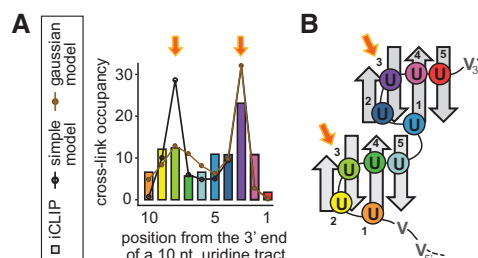 A
iCLIP
simple model
gaussian model
cross-link occupancy
30
20
10
0
10
5
1
position from the 3' end
of a 10 nt. uridine tract
B
3
4
5
U
U
U
V3'
2
U
1
U
3
4
5
U
U
U
U
2
1
U
V
V5'